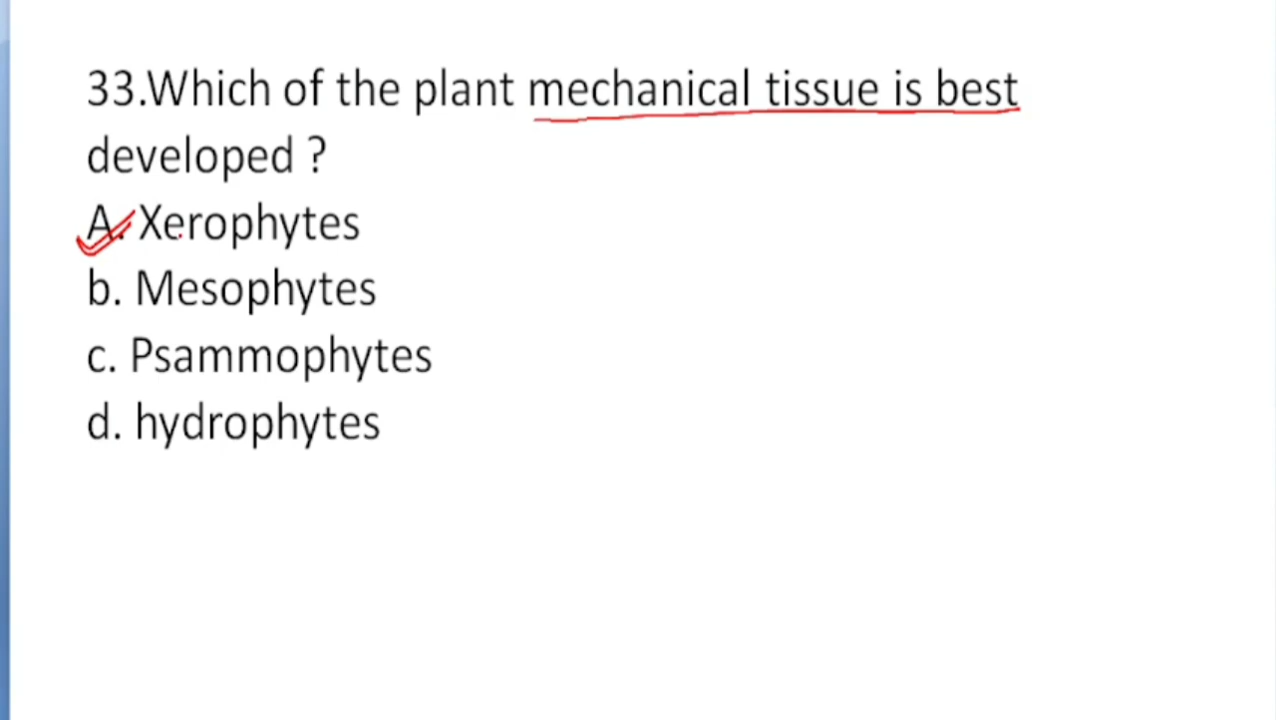 33.Which of the plant mechanical tissue is best
developed ?
A. Xerophytes
b. Mesophytes
c. Psammophytes
d. hydrophytes